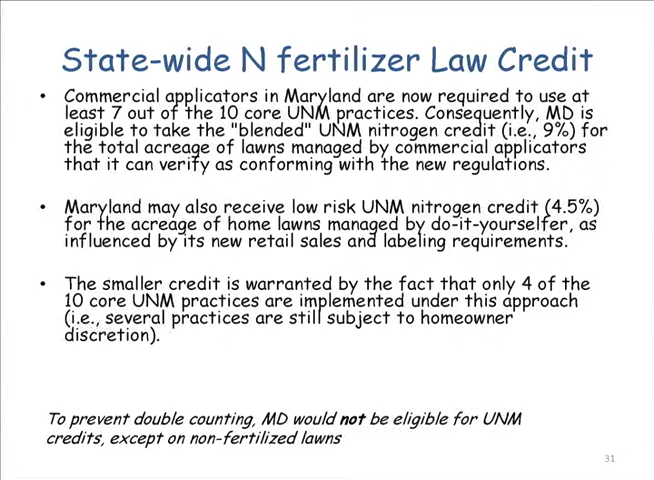 State-wide N fertilizer Law Credit
• Commercial applicators in Maryland are now required to use at
least 7 out of the 10 core UNM practices. Consequently, MD is
eligible to take the "blended" UNM nitrogen credit (i.e., 9%) for
the total acreage of lawns managed by commercial applicators
that it can verify as conforming with the new regulations.
• Maryland may also receive low risk UNM nitrogen credit (4.5%)
for the acreage of home lawns managed by do-it-yourselfer, as
influenced by its new retail sales and labeling requirements.
• The smaller credit is warranted by the fact that only 4 of the
10 core UNM practices are implemented under this approach
(i.e., several practices are still subject to homeowner
discretion).
To prevent double counting, MD would not be eligible for UNM
credits, except on non-fertilized lawns
31